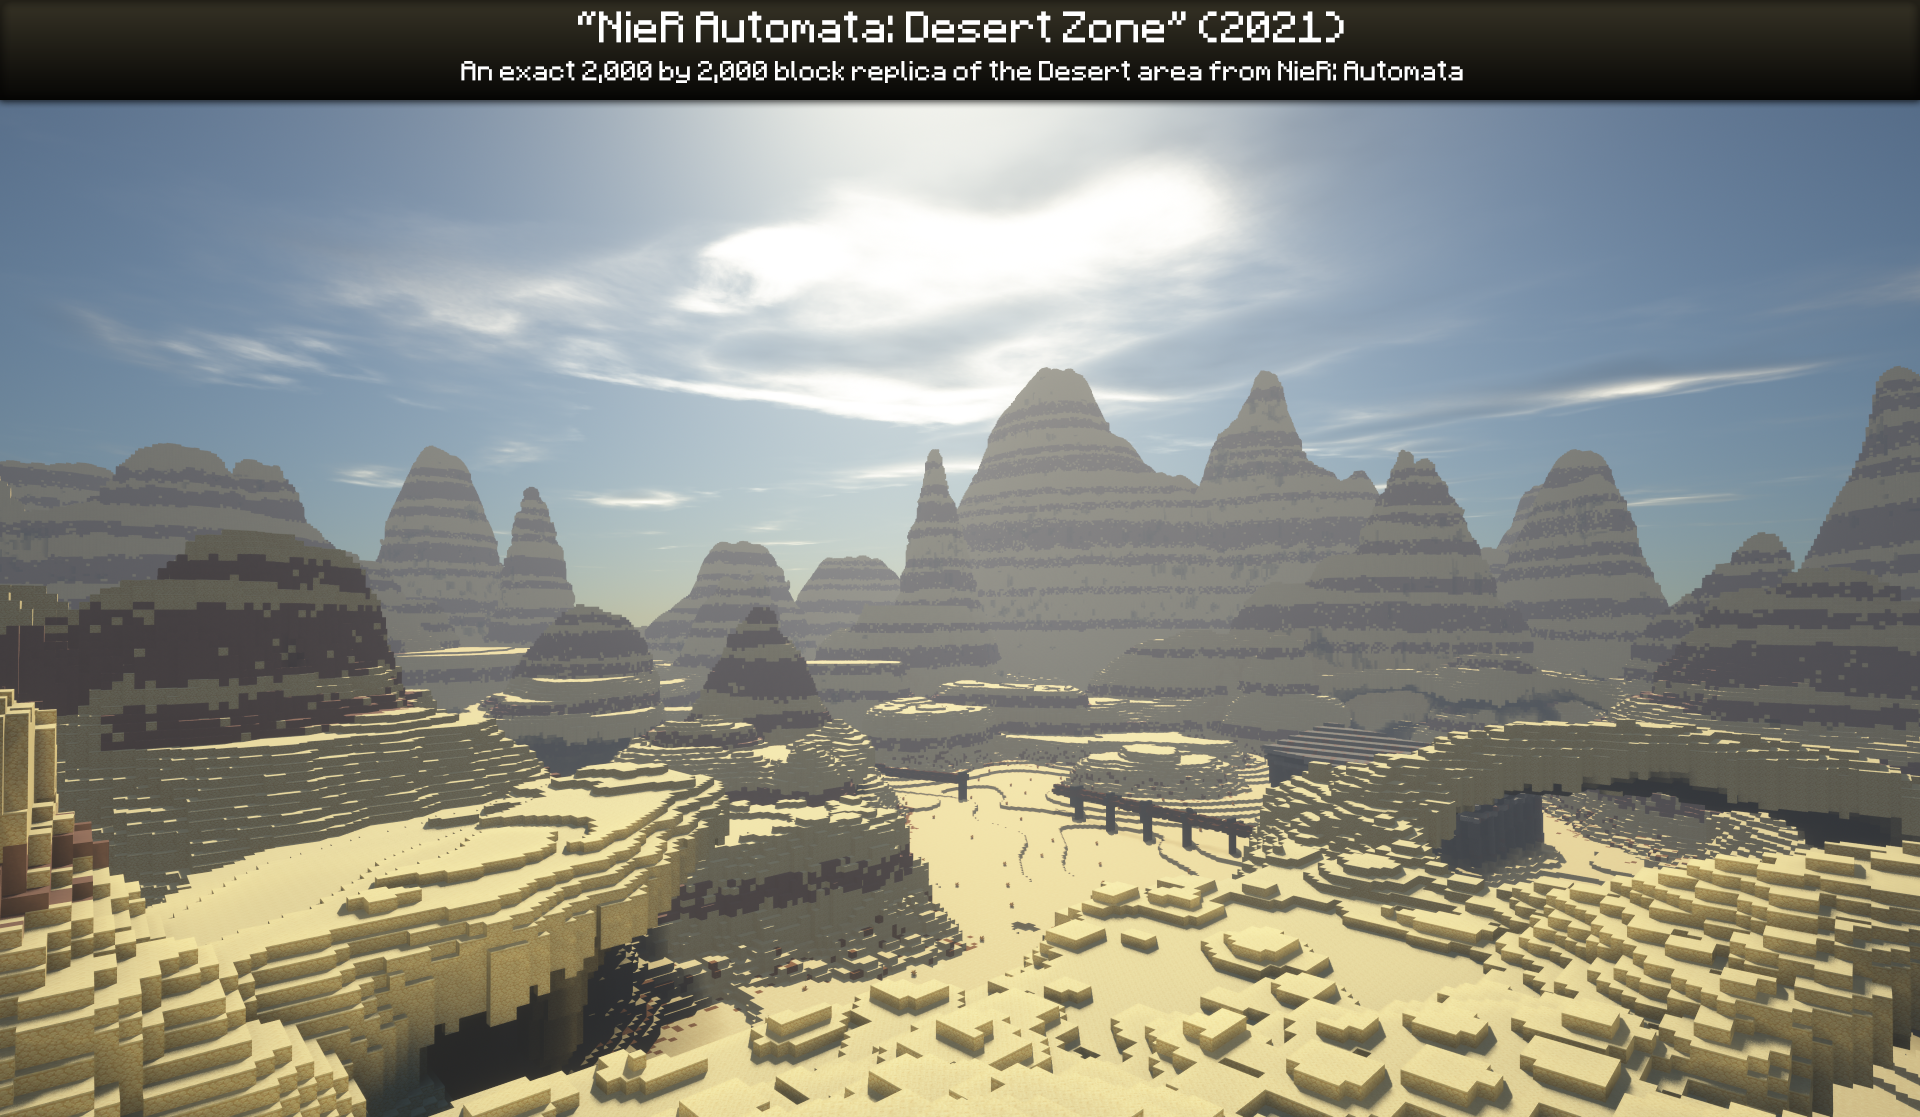 "NieR Automata: Desert Zone" (2021)
An exact 2,000 by 2,000 block replica of the Desert area from NieR: Automata